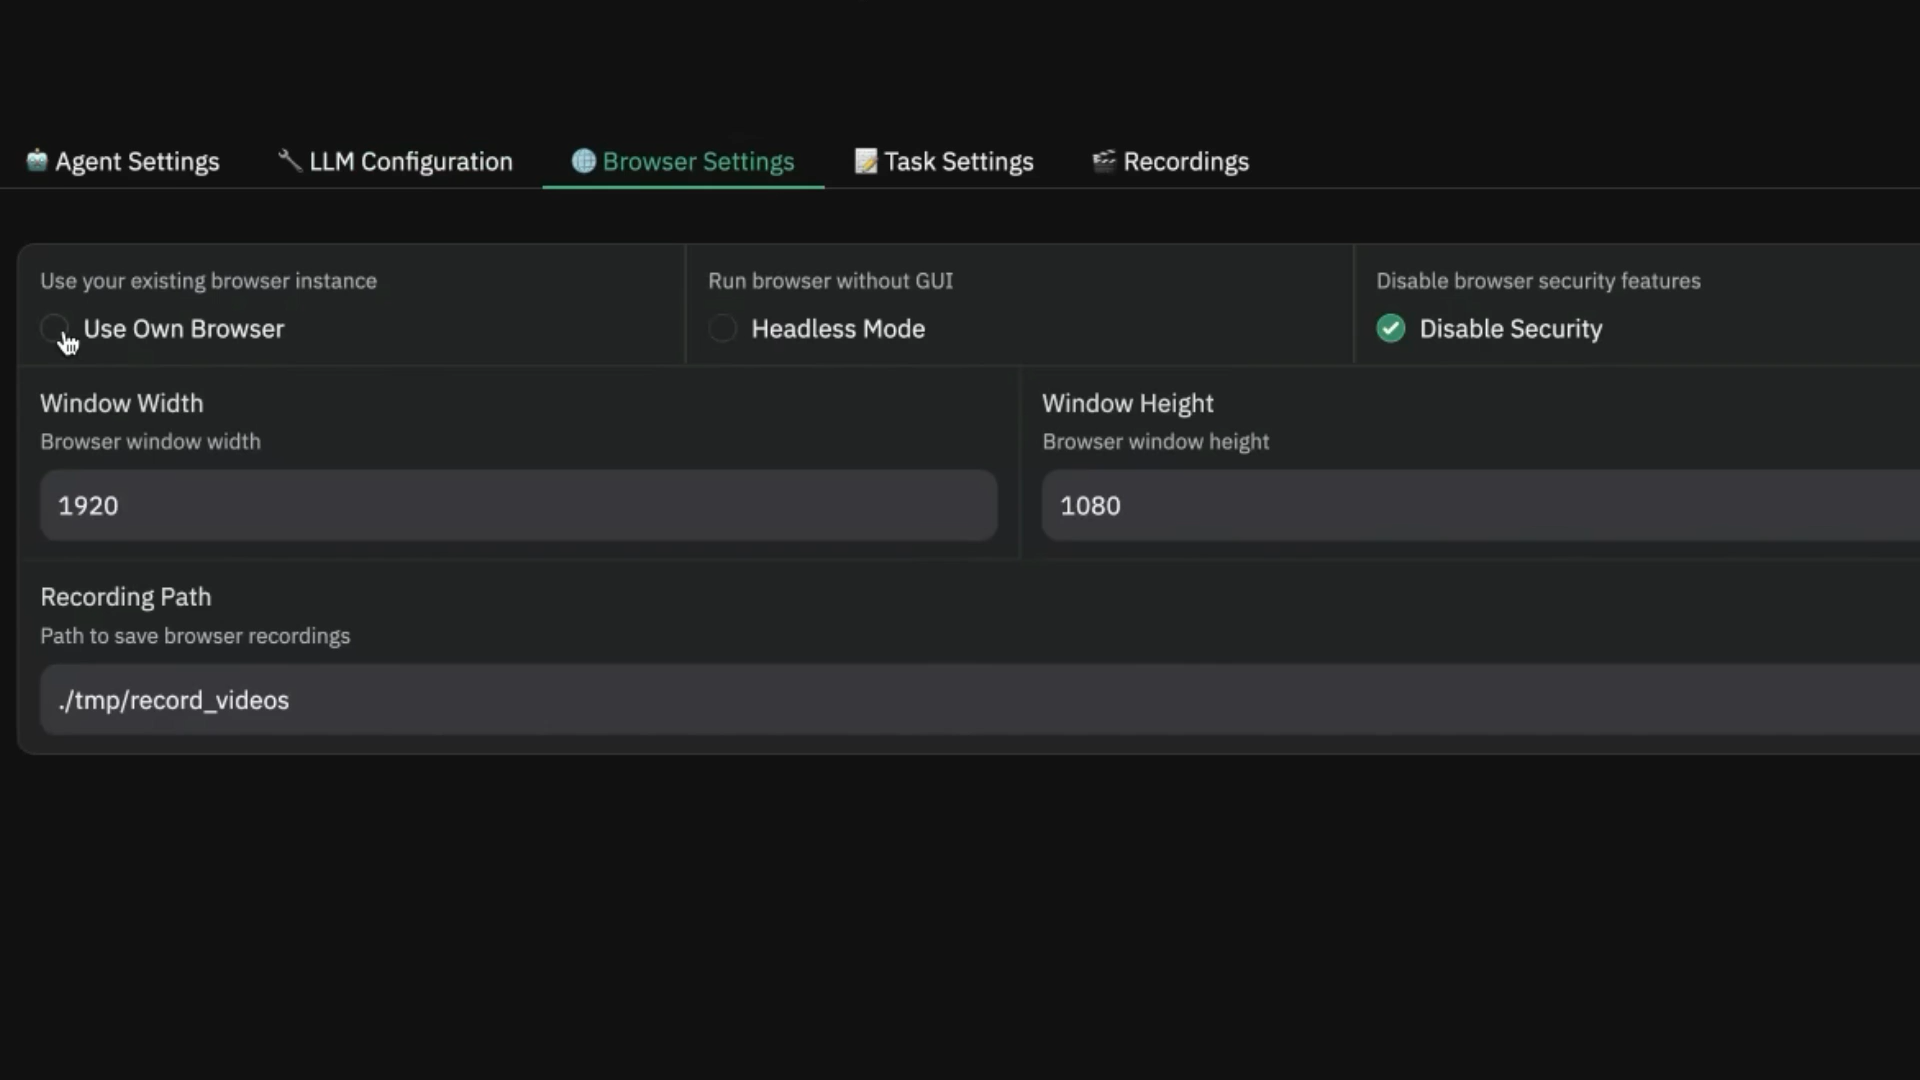 Agent Settings
LLM Configuration
Browser Settings
Task Settings
Recordings
Use your existing browser instance
Use Own Browser
Run browser without GUI
Headless Mode
Disable browser security features
Disable Security
Window Width
Browser window width
1920
Window Height
Browser window height
1080
Recording Path
Path to save browser recordings
./tmp/record_videos